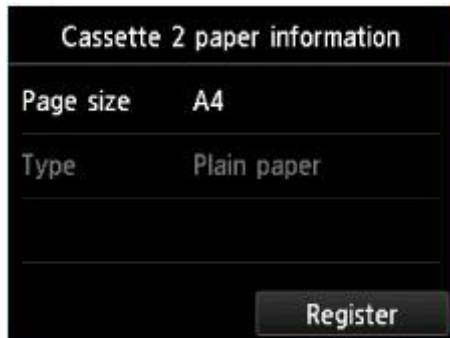 Cassette 2 paper information
Page size A4
Type Plain paper
Register